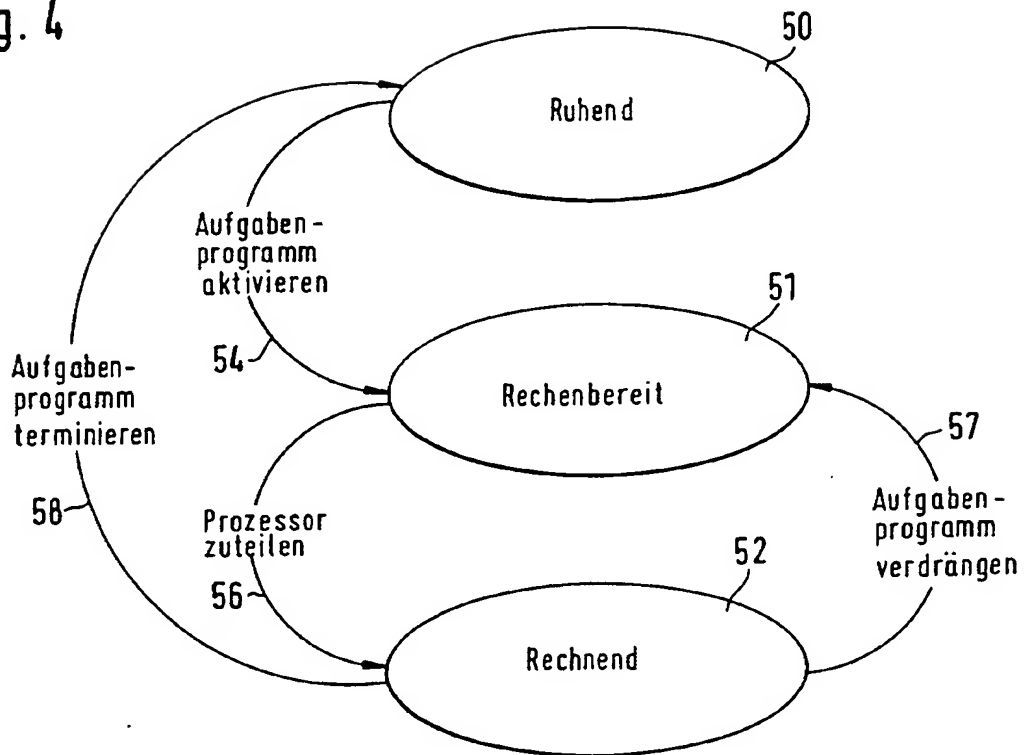 g. 4
50
Ruhend
Aufgaben-
programm
aktivieren
51
54
Rechenbereit
Aufgaben-
programm
terminieren
57
Aufgaben-
programm
verdrängen
58
Prozessor
zuteilen
56
52
Rechnend